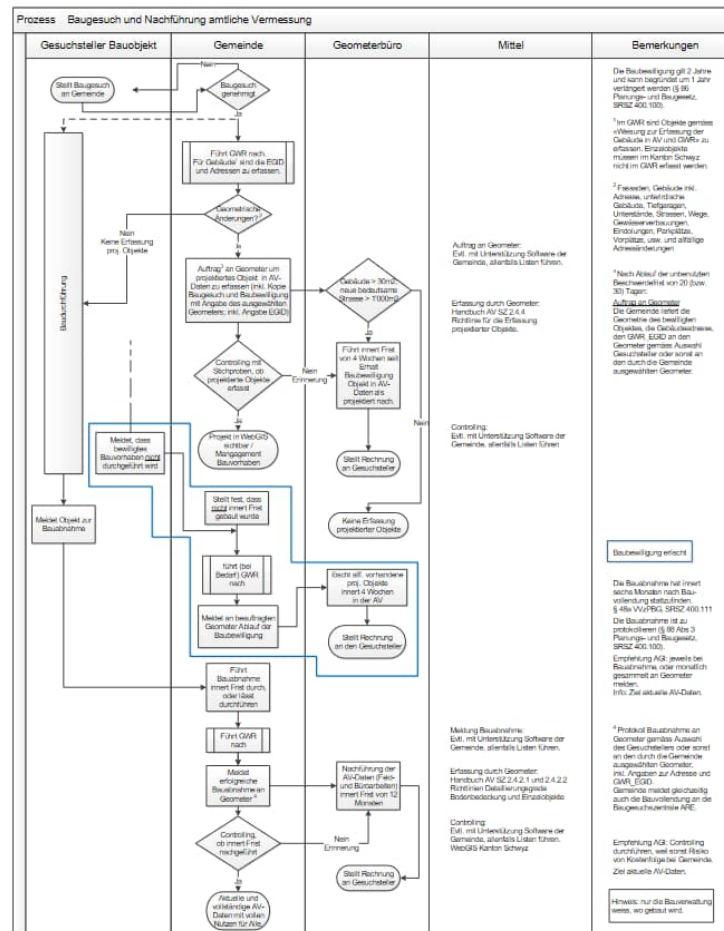 Prozess Baugesuch und Nachführung amtliche Vermessung
Gesuchsteller Bauobjekt
Gemeinde
Geometerbüro
Mittel
Bemerkungen
Nein
Stellt Baugesuch
an Gemeinde
Baugesuch
genehmigt
Ja
Führt GWR nach.
Für Gebäude¹ sind die EGID
und Adressen zu erfassen.
Geometrische
Änderungen?²
Nein
Keine Erfassung
proj. Objekte
Ja
Baudurchführung
Auftrag³ an Geometer um
projektiertes Objekt in AV-
Daten zu erfassen (inkl. Kopie
Baugesuch und Baubewilligung
mit Angabe des ausgewählten
Geometers; inkl. Angabe EGID)
Gebäude > 30m2,
neue bedeutsame
Strasse > 1'000m2
Ja
Nein
Controlling mit
Stichproben, ob
projektierte Objekte
erfasst
Nein
Erinnerung
Führt innert Frist
von 4 Wochen seit
Erhalt
Baubewilligung
Objekt in AV-
Daten als
projektiert nach.
Ja
Projekt in WebGIS
sichtbar /
Mangagement
Bauvorhaben
Stellt Rechnung
an Gesuchsteller
Keine Erfassung
projektierter Objekte
Meldet, dass
bewilligtes
Bauvorhaben nicht
durchgeführt wird
Meldet Objekt zur
Bauabnahme
Stellt fest, dass
nicht innert Frist
gebaut wurde
führt (bei
Bedarf) GWR
nach
Meldet an beauftragten
Geometer Ablauf der
Baubewilligung
löscht allf. vorhandene
proj. Objekte
innert 4 Wochen
in der AV
Stellt Rechnung
an den Gesuchsteller
Führt
Bauabnahme
innert Frist durch,
oder lässt
durchführen
Führt GWR
nach
Meldet
erfolgreiche
Bauabnahme an
Geometer⁴
Nachführung der
AV-Daten (Feld-
und Büroarbeiten)
innert Frist von 12
Monaten
Controlling,
ob innert Frist
nachgeführt
Nein
Erinnerung
Ja
Stellt Rechnung
an Gesuchsteller
Aktuelle und
vollständige AV-
Daten mit vollen
Nutzen für Alle.
Auftrag an Geometer:
Evtl. mit Unterstützung Software der
Gemeinde, allenfalls Listen führen.
Erfassung durch Geometer:
Handbuch AV SZ 2.4.4
Richtlinie für die Erfassung
projektierter Objekte.
Controlling:
Evtl. mit Unterstützung Software der
Gemeinde, allenfalls Listen führen
Meldung Bauabnahme:
Evtl. mit Unterstützung Software der
Gemeinde, allenfalls Listen führen.
Erfassung durch Geometer:
Handbuch AV SZ 2.4.2.1 und 2.4.2.2
Richtlinien Detaillierungsgrade
Bodenbedeckung und Einzelobjekte
Controlling:
Evtl. mit Unterstützung Software der
Gemeinde, allenfalls Listen führen.
WebGIS Kanton Schwyz
Die Baubewilligung gilt 2 Jahre
und kann begründet um 1 Jahr
verlängert werden (§ 86
Planungs- und Baugesetz,
SRSZ 400.100).
¹ Im GWR sind Objekte gemäss
«Weisung zur Erfassung der
Gebäude in AV und GWR» zu
erfassen. Einzelobjekte
müssen im Kanton Schwyz
nicht im GWR erfasst werden.
² Fassaden, Gebäude inkl.
Adresse, unterirdische
Gebäude, Tiefgaragen,
Unterstände, Strassen, Wege,
Gewässerverbauungen,
Eindolungen, Parkplätze,
Vorplätze, usw. und alfällige
Adressänderungen
Nach Ablauf der unbenutzten
Beschwerdefrist von 20 (bzw.
30) Tagen:
Auftrag an Geometer
Die Gemeinde liefert die
Geometrie des bewilligten
Objektes, die Gebäudeadresse,
den GWR_EGID an den
Geometer gemäss Auswahl
Gesuchsteller oder sonst an
den durch die Gemeinde
ausgewählten Geometer.
Baubewilligung erlischt
Die Bauabnahme hat innert
sechs Monaten nach Bau-
vollendung stattzufinden.
§ 48a VVzPBG, SRSZ 400.111
Die Bauabnahme ist zu
protokollieren (§ 88 Abs 3
Planungs- und Baugesetz,
SRSZ 400.100).
Empfehlung AGI: jeweils bei
Bauabnahme, oder monatlich
gesammelt an Geometer
melden.
Info: Ziel aktuelle AV-Daten.
⁴ Protokoll Bauabnahme an
Geometer gemäss Auswahl
des Gesuchstellers oder sonst
an den durch die Gemeinde
ausgewählten Geometer,
inkl. Angaben zur Adresse und
GWR_EGID.
Gemeinde meldet gleichzeitig
auch die Bauvollendung an die
Baugesuchszentrale ARE.
Empfehlung AGI: Controlling
durchführen, weil sonst Risiko
von Kostenfolge bei Gemeinde.
Ziel aktuelle AV-Daten.
Hinweis: nur die Bauverwaltung
weiss, wo gebaut wird.